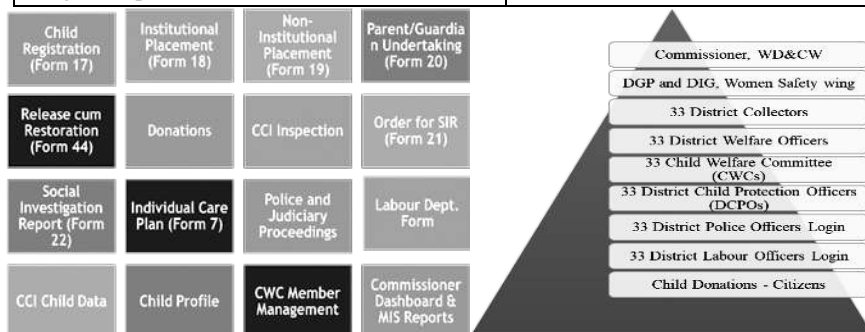 Child
Registration
(Form 17)
Institutional
Placement
(Form 18)
Non-
Institutional
Placement
(Form 19)
Parent/Guardia
n Undertaking
(Form 20)
Release cum
Restoration
(Form 44)
Donations
CCI Inspection
Order for SIR
(Form 21)
Social
Investigation
Report (Form
22)
Individual Care
Plan (Form 7)
Police and
Judiciary
Proceedings
Labour Dept.
Form
CCI Child Data
Child Profile
CWC Member
Management
Commissioner
Dashboard &
MIS Reports
Commissioner, WD&CW
DGP and DIG, Women Safety wing
33 District Collectors
33 District Welfare Officers
33 Child Welfare Committee
(CWCs)
33 District Child Protection Officers
(DCPOs)
33 District Police Officers Login
33 District Labour Officers Login
Child Donations - Citizens